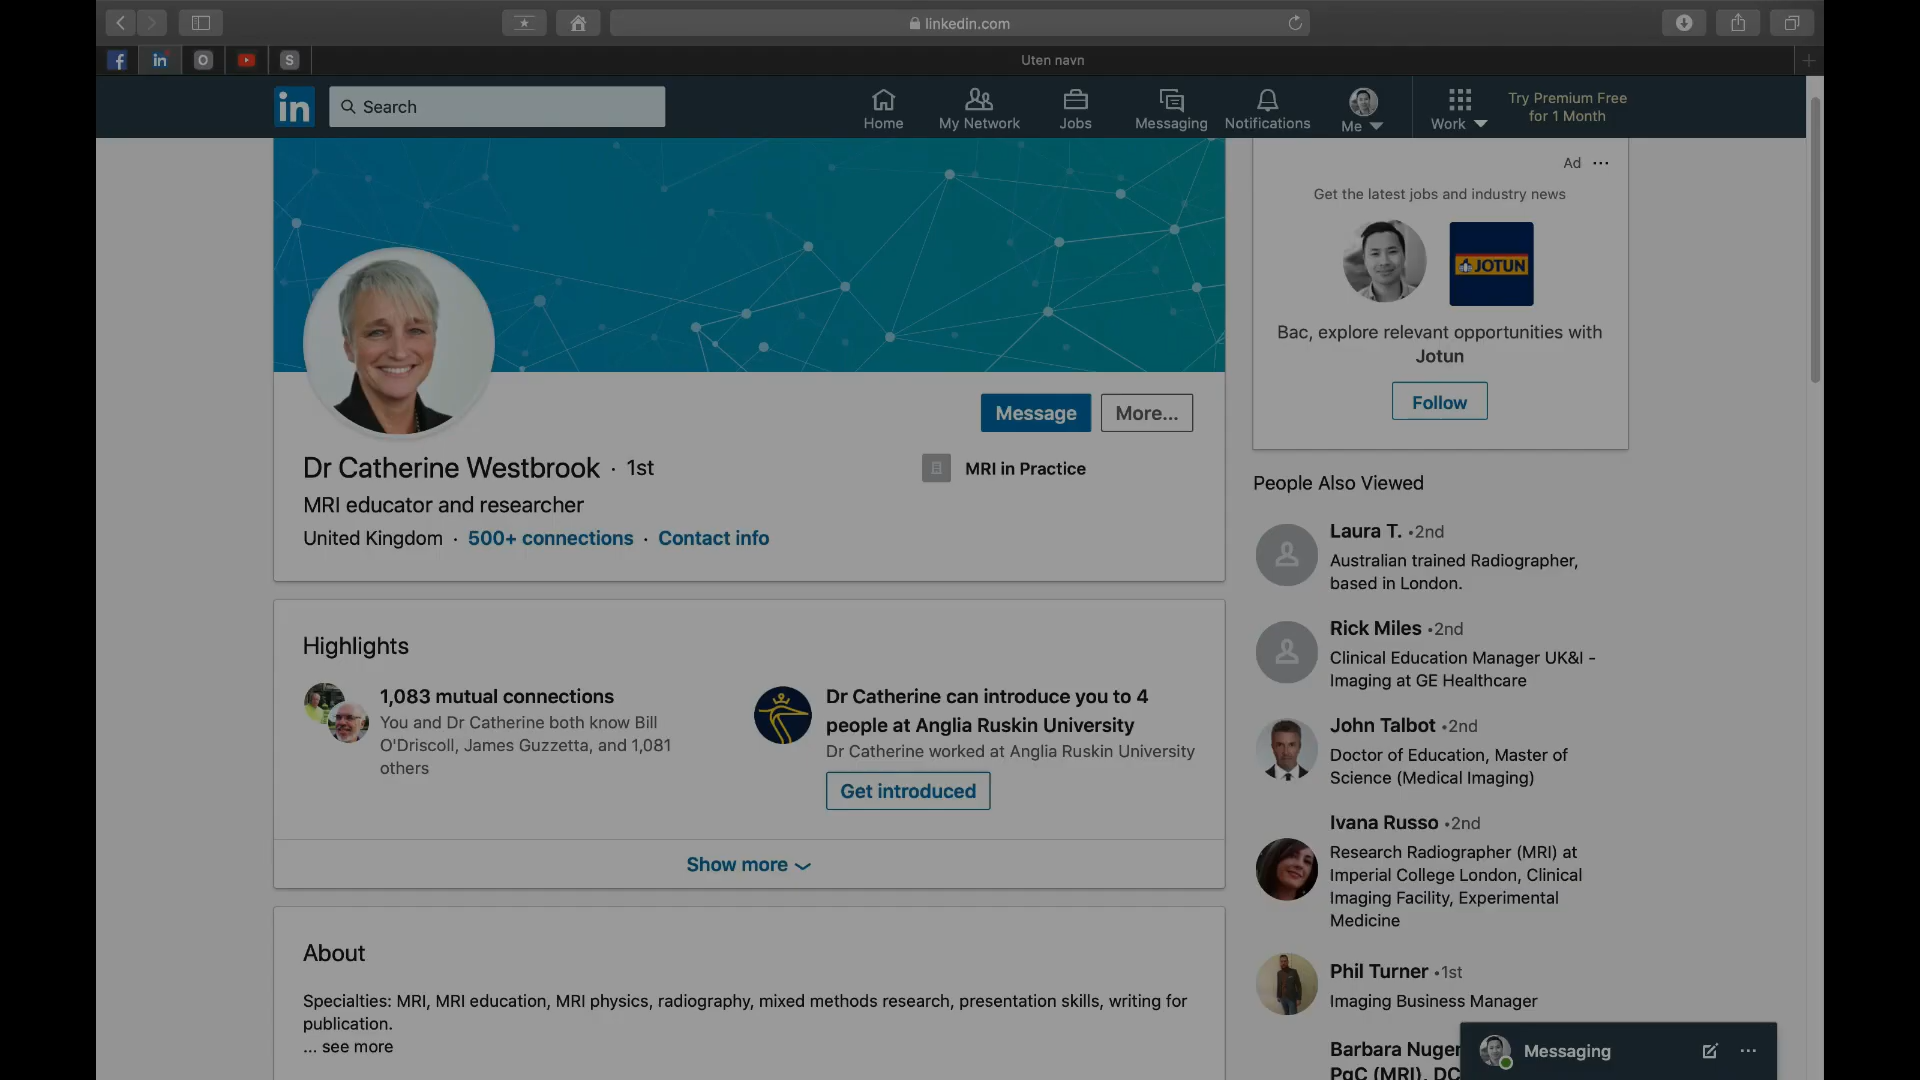 linkedin.com
O
S
Uten navn
in
Search
Home
My Network
Jobs
Messaging
Notifications
Me
Work
Try Premium Free
for 1 Month
Dr Catherine Westbrook · 1st
MRI educator and researcher
United Kingdom · 500+ connections · Contact info
Message
More...
MRI in Practice
Highlights
1,083 mutual connections
You and Dr Catherine both know Bill
O'Driscoll, James Guzzetta, and 1,081
others
Dr Catherine can introduce you to 4
people at Anglia Ruskin University
Dr Catherine worked at Anglia Ruskin University
Get introduced
Show more
About
Specialties: MRI, MRI education, MRI physics, radiography, mixed methods research, presentation skills, writing for
publication.
... see more
Ad ...
Get the latest jobs and industry news
JOTUN
Bac, explore relevant opportunities with
Jotun
Follow
People Also Viewed
Laura T. •2nd
Australian trained Radiographer,
based in London.
Rick Miles •2nd
Clinical Education Manager UK&I -
Imaging at GE Healthcare
John Talbot •2nd
Doctor of Education, Master of
Science (Medical Imaging)
Ivana Russo •2nd
Research Radiographer (MRI) at
Imperial College London, Clinical
Imaging Facility, Experimental
Medicine
Phil Turner •1st
Imaging Business Manager
Barbara Nuger
PgC (MRI), DC
Messaging